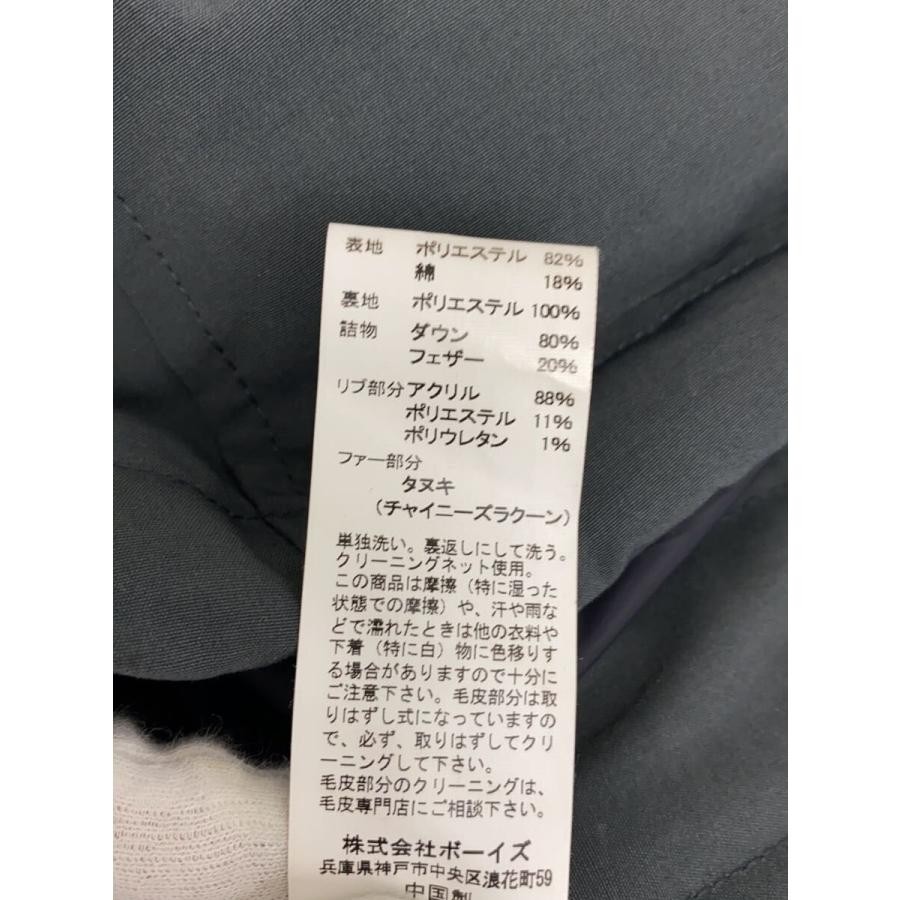 表地 ポリエステル 82%
綿 18%
裏地 ポリエステル 100%
詰物 ダウン 80%
フェザー 20%
リブ部分 アクリル 88%
ポリエステル 11%
ポリウレタン 1%
ファー部分
タヌキ
(チャイニーズラクーン)
単独洗い。裏返しにして洗う。
クリーニングネット使用。
この商品は摩擦(特に湿った
状態での摩擦)や、汗や雨な
どで濡れたときは他の衣料や
下着(特に白)物に色移りす
る場合がありますので十分に
ご注意下さい。毛皮部分は取
りはずし式になっていますの
で、必ず、取りはずしてクリ
ーニングして下さい。
毛皮部分のクリーニングは、
毛皮専門店にご相談下さい。
株式会社ボーイズ
兵庫県神戸市中央区浪花町59
中国製